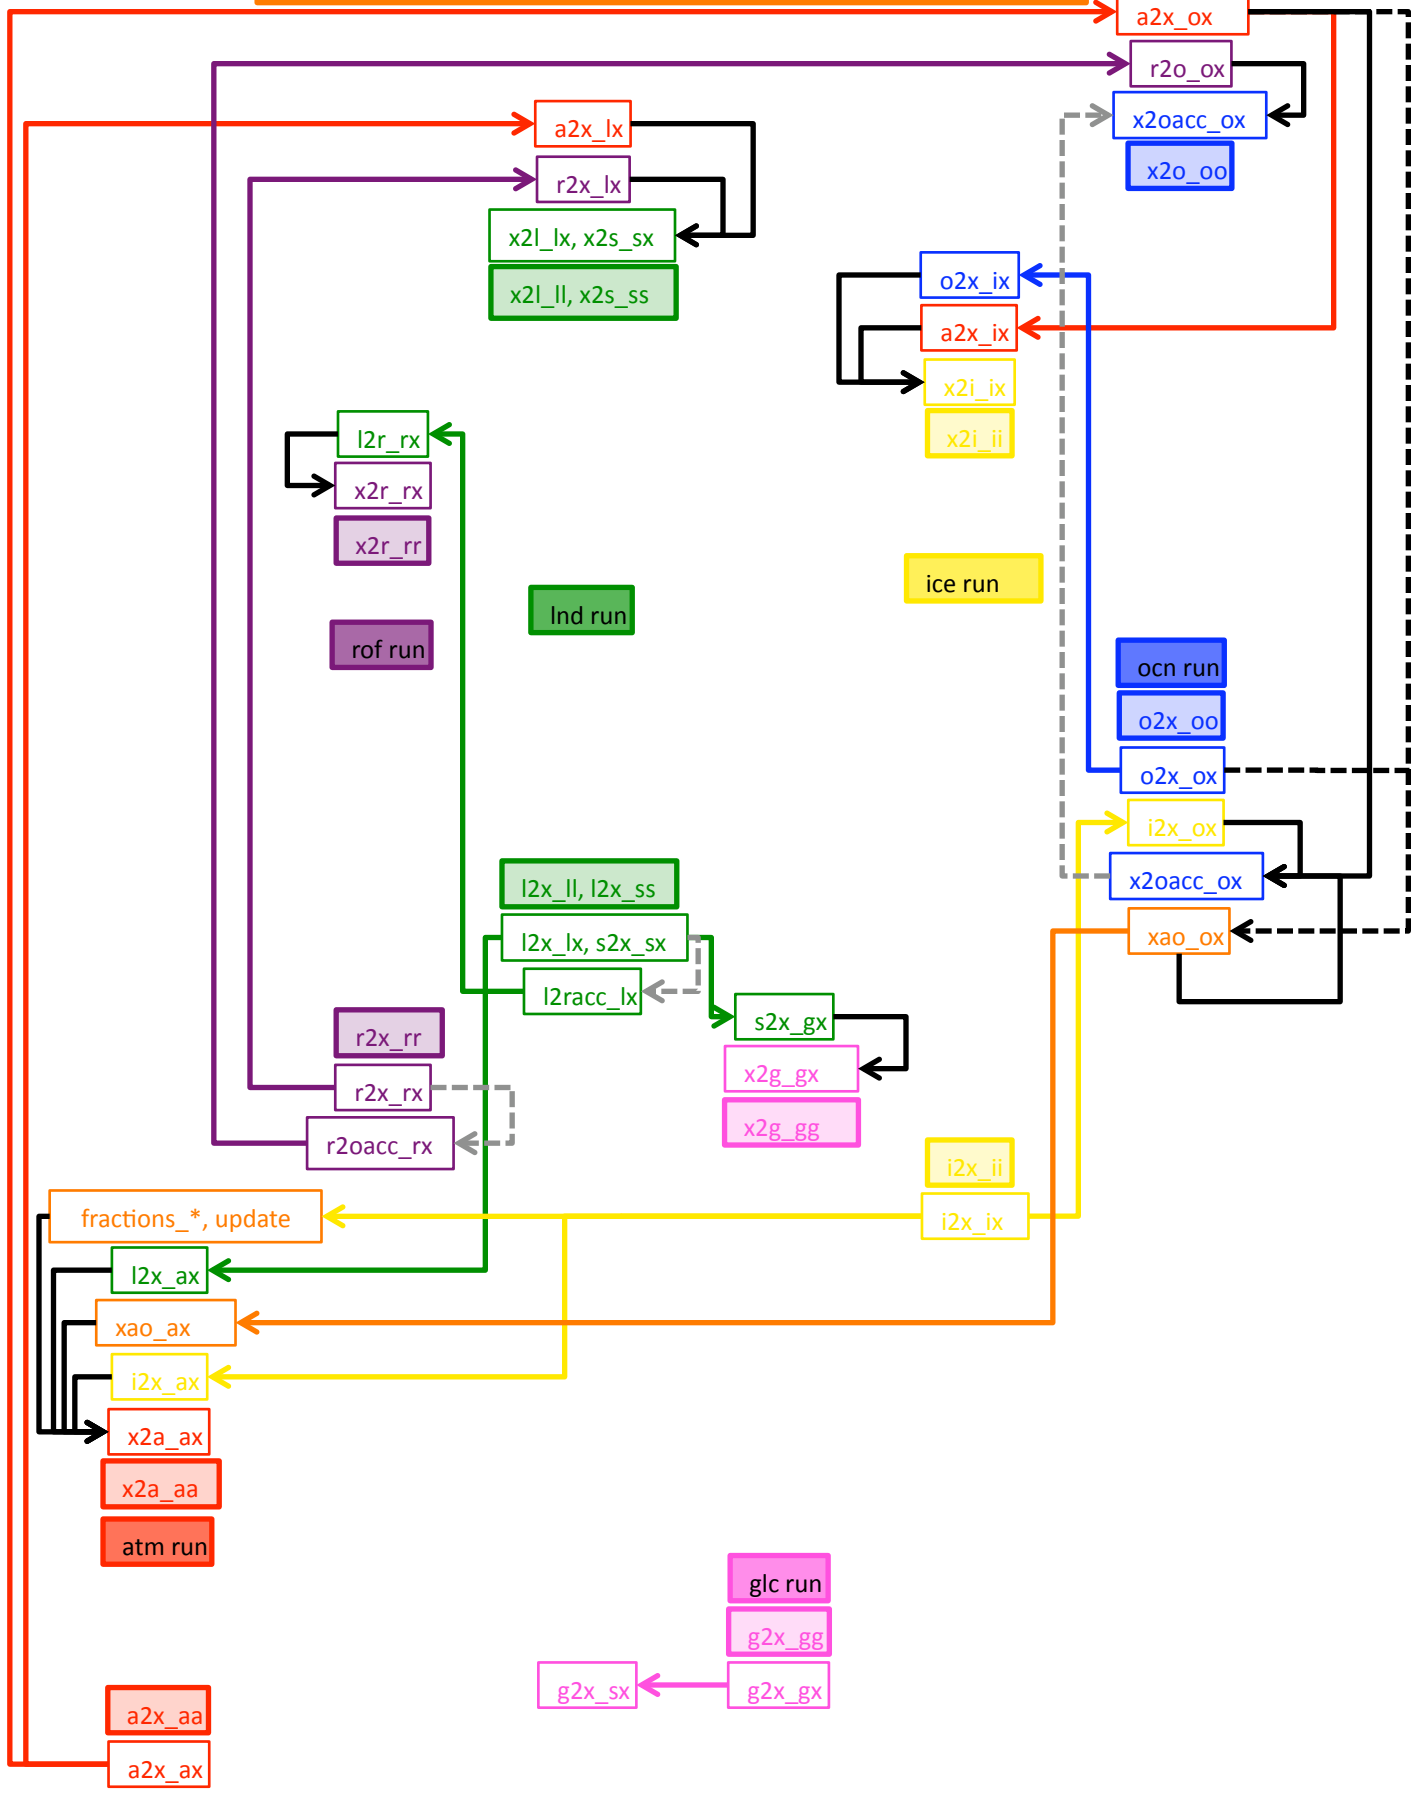 a2x_ox
r2o_ox
x2oacc_ox
x2o_oo
a2x_lx
r2x_lx
x2l_lx, x2s_sx
x2l_ll, x2s_ss
o2x_ix
a2x_ix
x2i_ix
x2i_ii
l2r_rx
x2r_rx
x2r_rr
ice run
lnd run
rof run
ocn run
o2x_oo
o2x_ox
i2x_ox
x2oacc_ox
xao_ox
l2x_ll, l2x_ss
l2x_lx, s2x_sx
l2racc_lx
s2x_gx
x2g_gx
x2g_gg
r2x_rr
r2x_rx
r2oacc_rx
i2x_ii
i2x_ix
fractions_*, update
l2x_ax
xao_ax
i2x_ax
x2a_ax
x2a_aa
atm run
glc run
g2x_gg
g2x_sx
g2x_gx
a2x_aa
a2x_ax